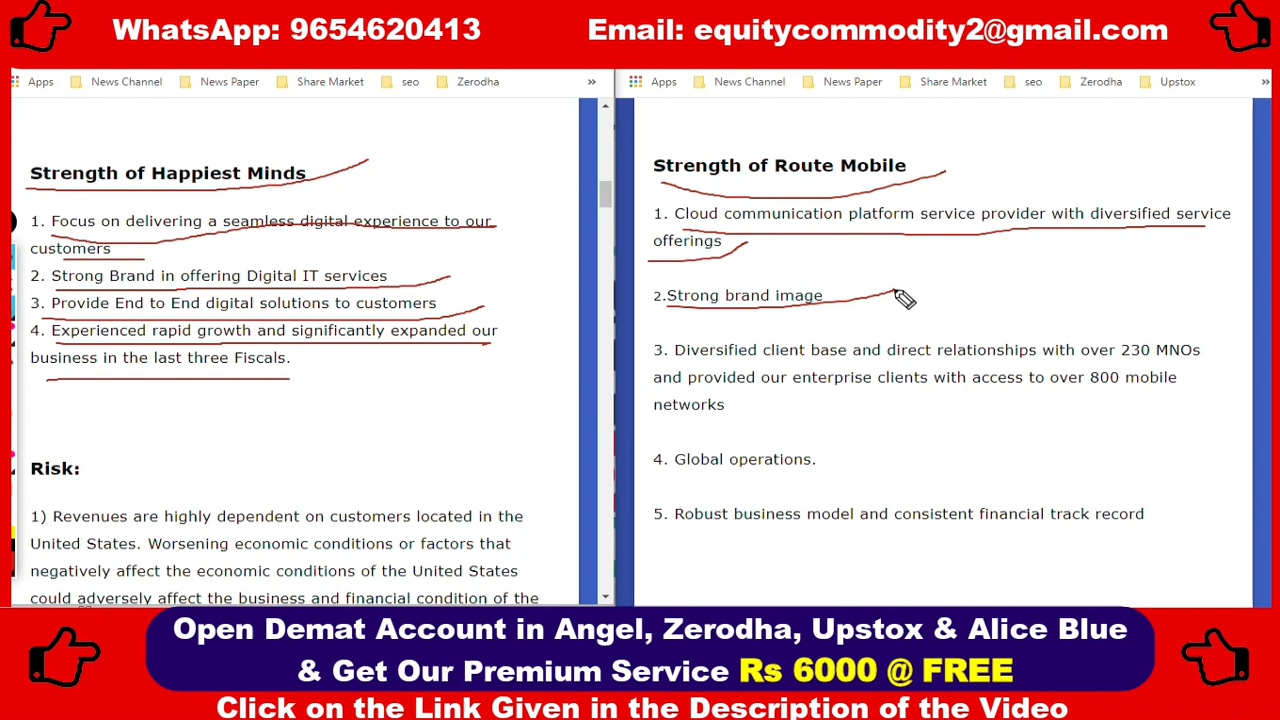 WhatsApp: 9654620413 Email: equitycommodity2@gmail.com
Apps News Channel News Paper Share Market seo Zerodha »
Strength of Happiest Minds
1. Focus on delivering a seamless digital experience to our
customers
2. Strong Brand in offering Digital IT services
3. Provide End to End digital solutions to customers
4. Experienced rapid growth and significantly expanded our
business in the last three Fiscals.
Risk:
1) Revenues are highly dependent on customers located in the
United States. Worsening economic conditions or factors that
negatively affect the economic conditions of the United States
could adversely affect the business and financial condition of the
Apps News Channel News Paper Share Market seo Zerodha Upstox »
Strength of Route Mobile
1. Cloud communication platform service provider with diversified service
offerings
2.Strong brand image
3. Diversified client base and direct relationships with over 230 MNOs
and provided our enterprise clients with access to over 800 mobile
networks
4. Global operations.
5. Robust business model and consistent financial track record
Open Demat Account in Angel, Zerodha, Upstox & Alice Blue
& Get Our Premium Service Rs 6000 @ FREE
Click on the Link Given in the Description of the Video